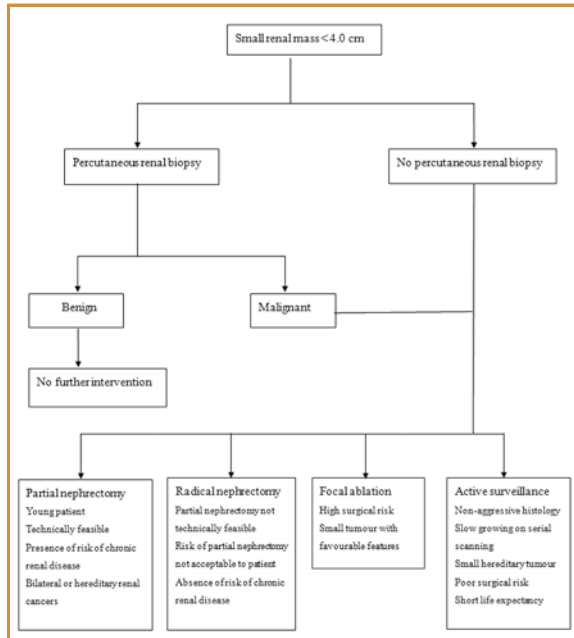 Small renal mass < 4.0 cm
Percutaneous renal biopsy
No percutaneous renal biopsy
Benign
Malignant
No further intervention
Partial nephrectomy
Young patient
Technically feasible
Presence of risk of chronic
renal disease
Bilateral or hereditary renal
cancers
Radical nephrectomy
Partial nephrectomy not
technically feasible
Risk of partial nephrectomy
not acceptable to patient
Absence of risk of chronic
renal disease
Focal ablation
High surgical risk
Small tumour with
favourable features
Active surveillance
Non-aggressive histology
Slow growing on serial
scanning
Small hereditary tumour
Poor surgical risk
Short life expectancy